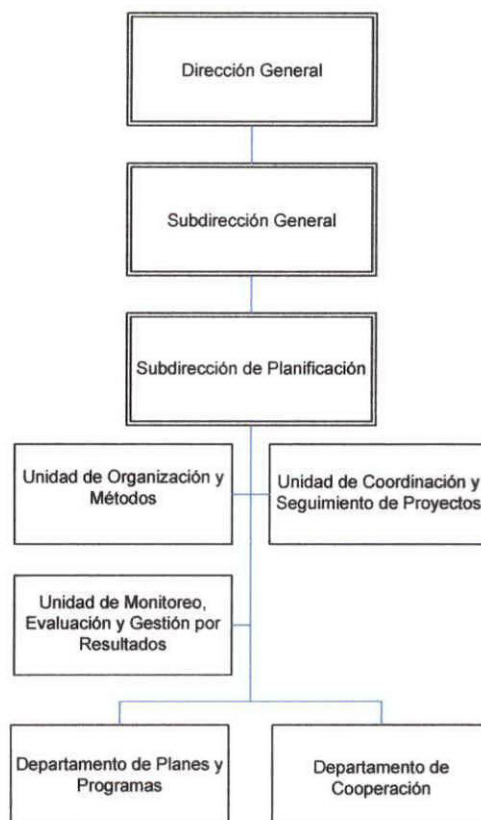 Dirección General
Subdirección General
Subdirección de Planificación
Unidad de Organización y
Métodos
Unidad de Coordinación y
Seguimiento de Proyectos
Unidad de Monitoreo,
Evaluación y Gestión por
Resultados
Departamento de Planes y
Programas
Departamento de
Cooperación